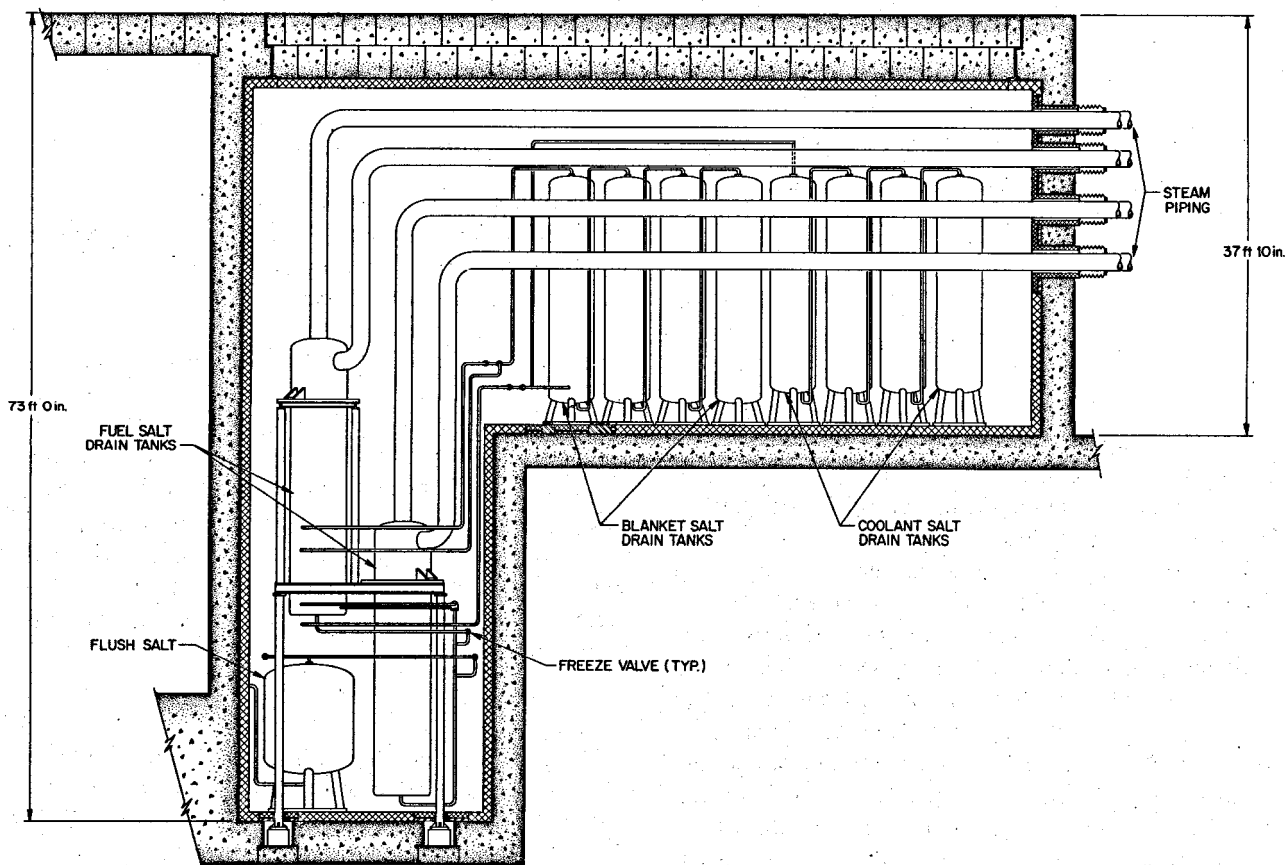 STEAM
PIPING
37 ft 10 in.
73 ft 0 in.
FUEL SALT
DRAIN TANKS
BLANKET SALT
DRAIN TANKS
COOLANT SALT
DRAIN TANKS
FLUSH SALT
FREEZE VALVE (TYP.)